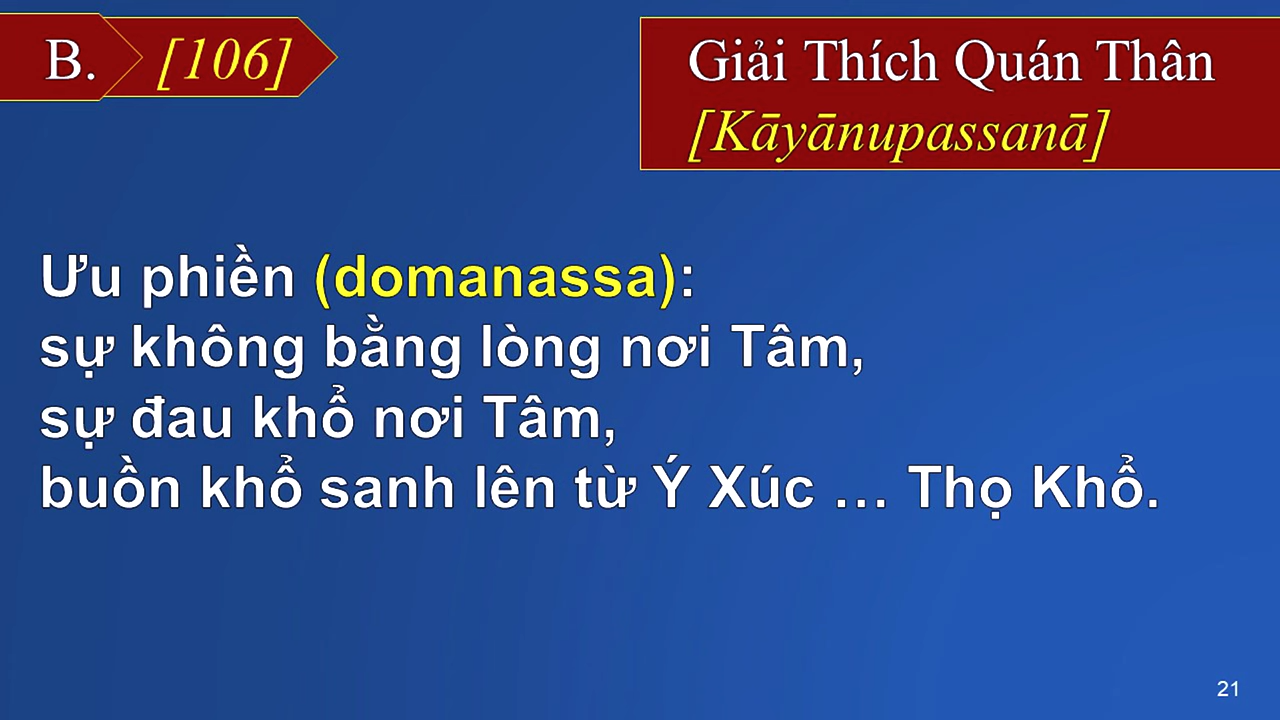 B. [106]
Giải Thích Quán Thân
[Kāyānupassanā]
Ưu phiền (domanassa):
sự không bằng lòng nơi Tâm,
sự đau khổ nơi Tâm,
buồn khổ sanh lên từ Ý Xúc … Thọ Khổ.
21